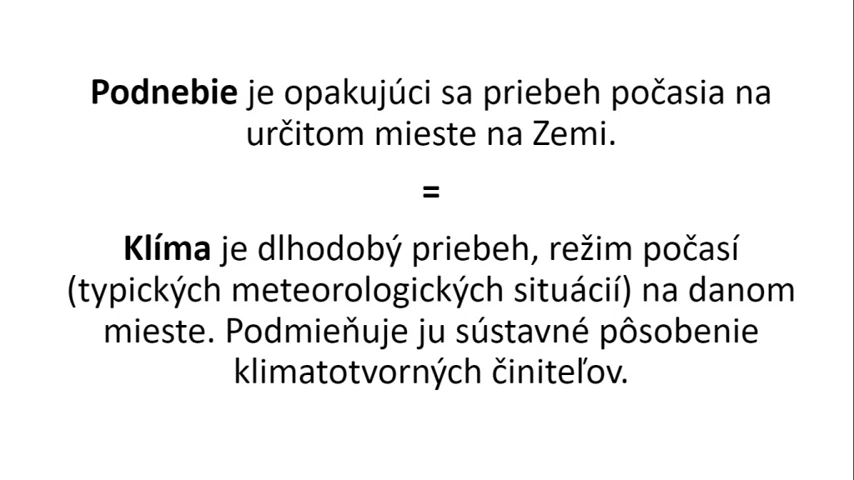 Podnebie je opakujúci sa priebeh počasia na
určitom mieste na Zemi.
=
Klíma je dlhodobý priebeh, režim počasí
(typických meteorologických situácií) na danom
mieste. Podmieňuje ju sústavné pôsobenie
klimatotvorných činiteľov.